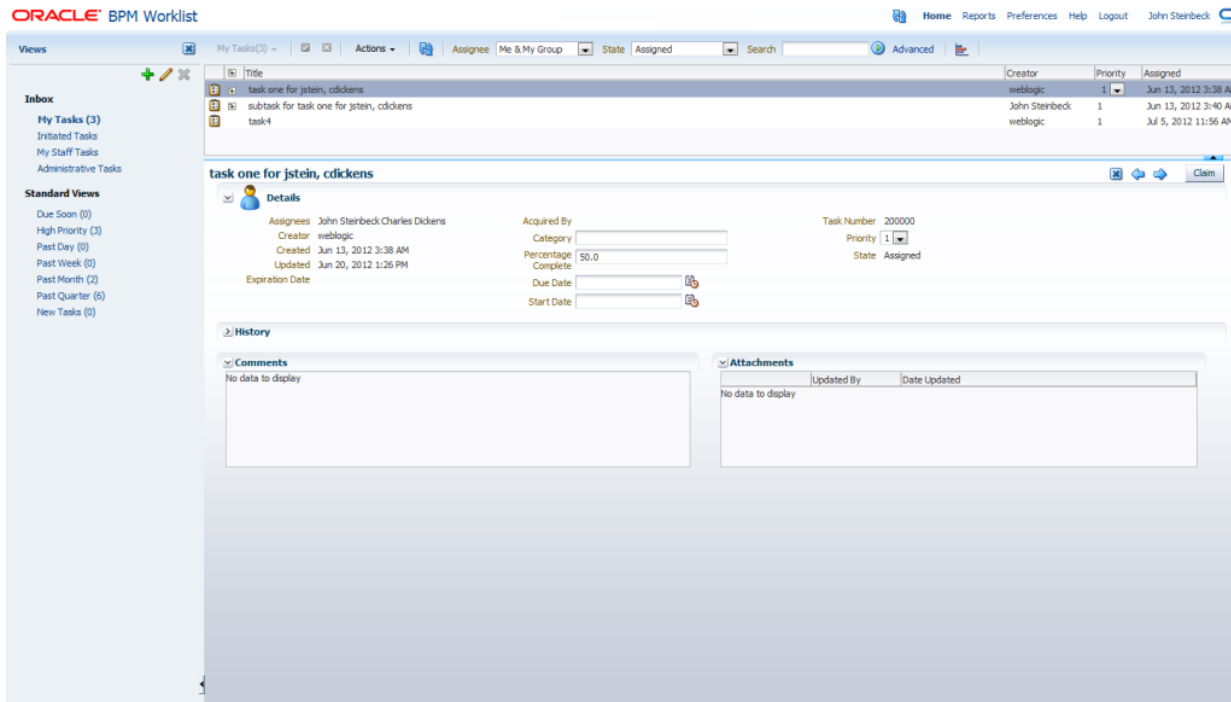 ORACLE BPM Worklist
Home Reports Preferences Help Logout John Steinbeck
Views
My Tasks(3) Actions Assignee Me & My Group State Assigned Search Advanced
Title Creator Priority Assigned
task one for jstein, cdickens weblogic 1 Jun 13, 2012 3:38 A
subtask for task one for jstein, cdickens John Steinbeck 1 Jun 13, 2012 3:40 A
task4 weblogic 1 Jul 5, 2012 11:56 AM
Inbox
My Tasks (3)
Initiated Tasks
My Staff Tasks
Administrative Tasks
Standard Views
Due Soon (0)
High Priority (3)
Past Day (0)
Past Week (0)
Past Month (2)
Past Quarter (6)
New Tasks (0)
task one for jstein, cdickens Claim
Details
Assignees John Steinbeck Charles Dickens
Creator weblogic
Created Jun 13, 2012 3:38 AM
Updated Jun 20, 2012 1:26 PM
Expiration Date
Acquired By
Category
Percentage Complete 50.0
Due Date
Start Date
Task Number 200000
Priority 1
State Assigned
History
Comments
No data to display
Attachments
Updated By Date Updated
No data to display